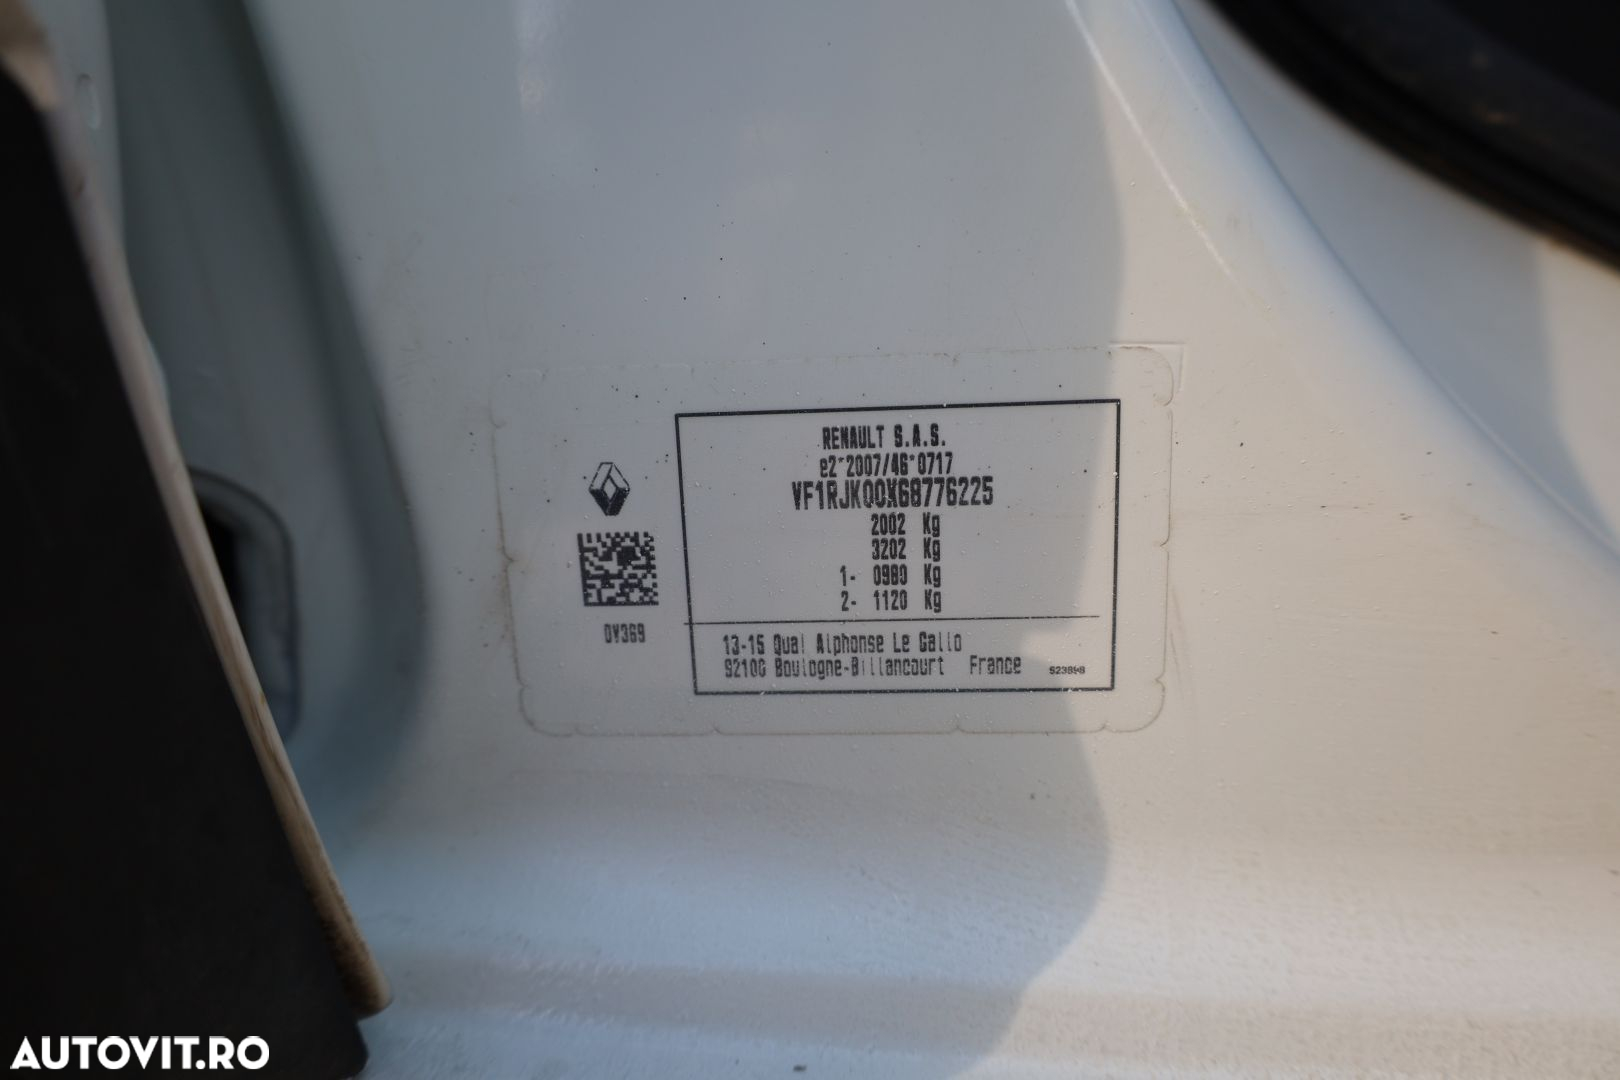 RENAULT S.A.S.
e2*2007/46*0717
VF1RJK00X68776225
2002 Kg
3202 Kg
1- 0980 Kg
2- 1120 Kg
0V369
13-15 Quai Alphonse Le Gallo
92100 Boulogne-Billancourt France
AUTOVIT.RO